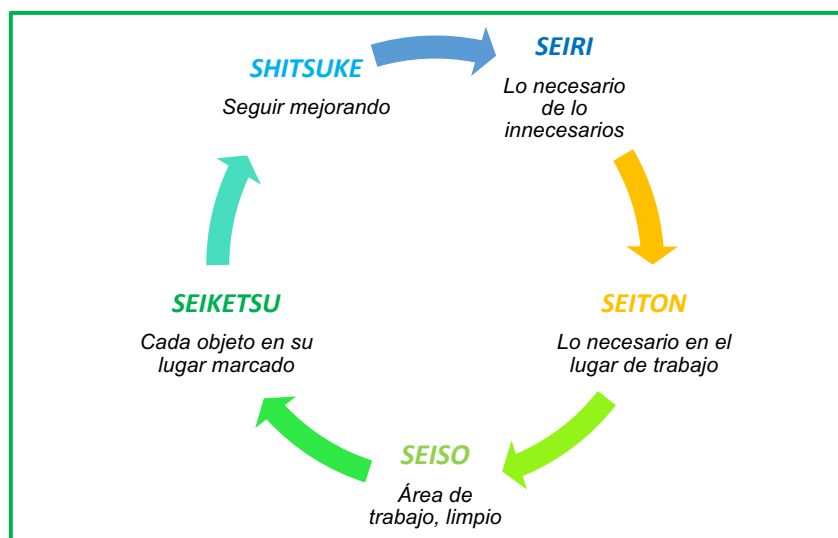 SEIRI
Lo necesario
de lo
innecesarios
SEITON
Lo necesario en el
lugar de trabajo
SEISO
Área de
trabajo, limpio
SEIKETSU
Cada objeto en su
lugar marcado
SHITSUKE
Seguir mejorando